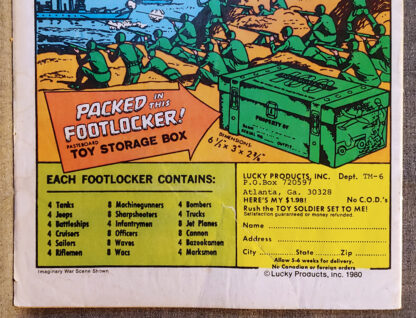 PACKED IN THIS
FOOTLOCKER!
PASTEBOARD
TOY STORAGE BOX
DIMENSIONS:
6½ x 3 x 2⅜"
PROPERTY OF
EACH FOOTLOCKER CONTAINS:
4 Tanks
4 Jeeps
4 Battleships
4 Cruisers
4 Sailors
4 Riflemen
8 Machinegunners
8 Sharpshooters
4 Infantrymen
8 Officers
8 Waves
8 Wacs
4 Bombers
4 Trucks
8 Jet Planes
8 Cannon
4 Bazookamen
4 Marksmen
LUCKY PRODUCTS, INC. Dept. TM-6
P.O.Box 720597
Atlanta, Ga. 30328
HERE'S MY $1.98! No C.O.D.'s
Rush the TOY SOLDIER SET TO ME!
Satisfaction guaranteed or money refunded.
Name
Address
City State Zip
Allow 5-6 weeks for delivery.
No Canadian or foreign orders
Imaginary War Scene Shown
©Lucky Products, Inc. 1980